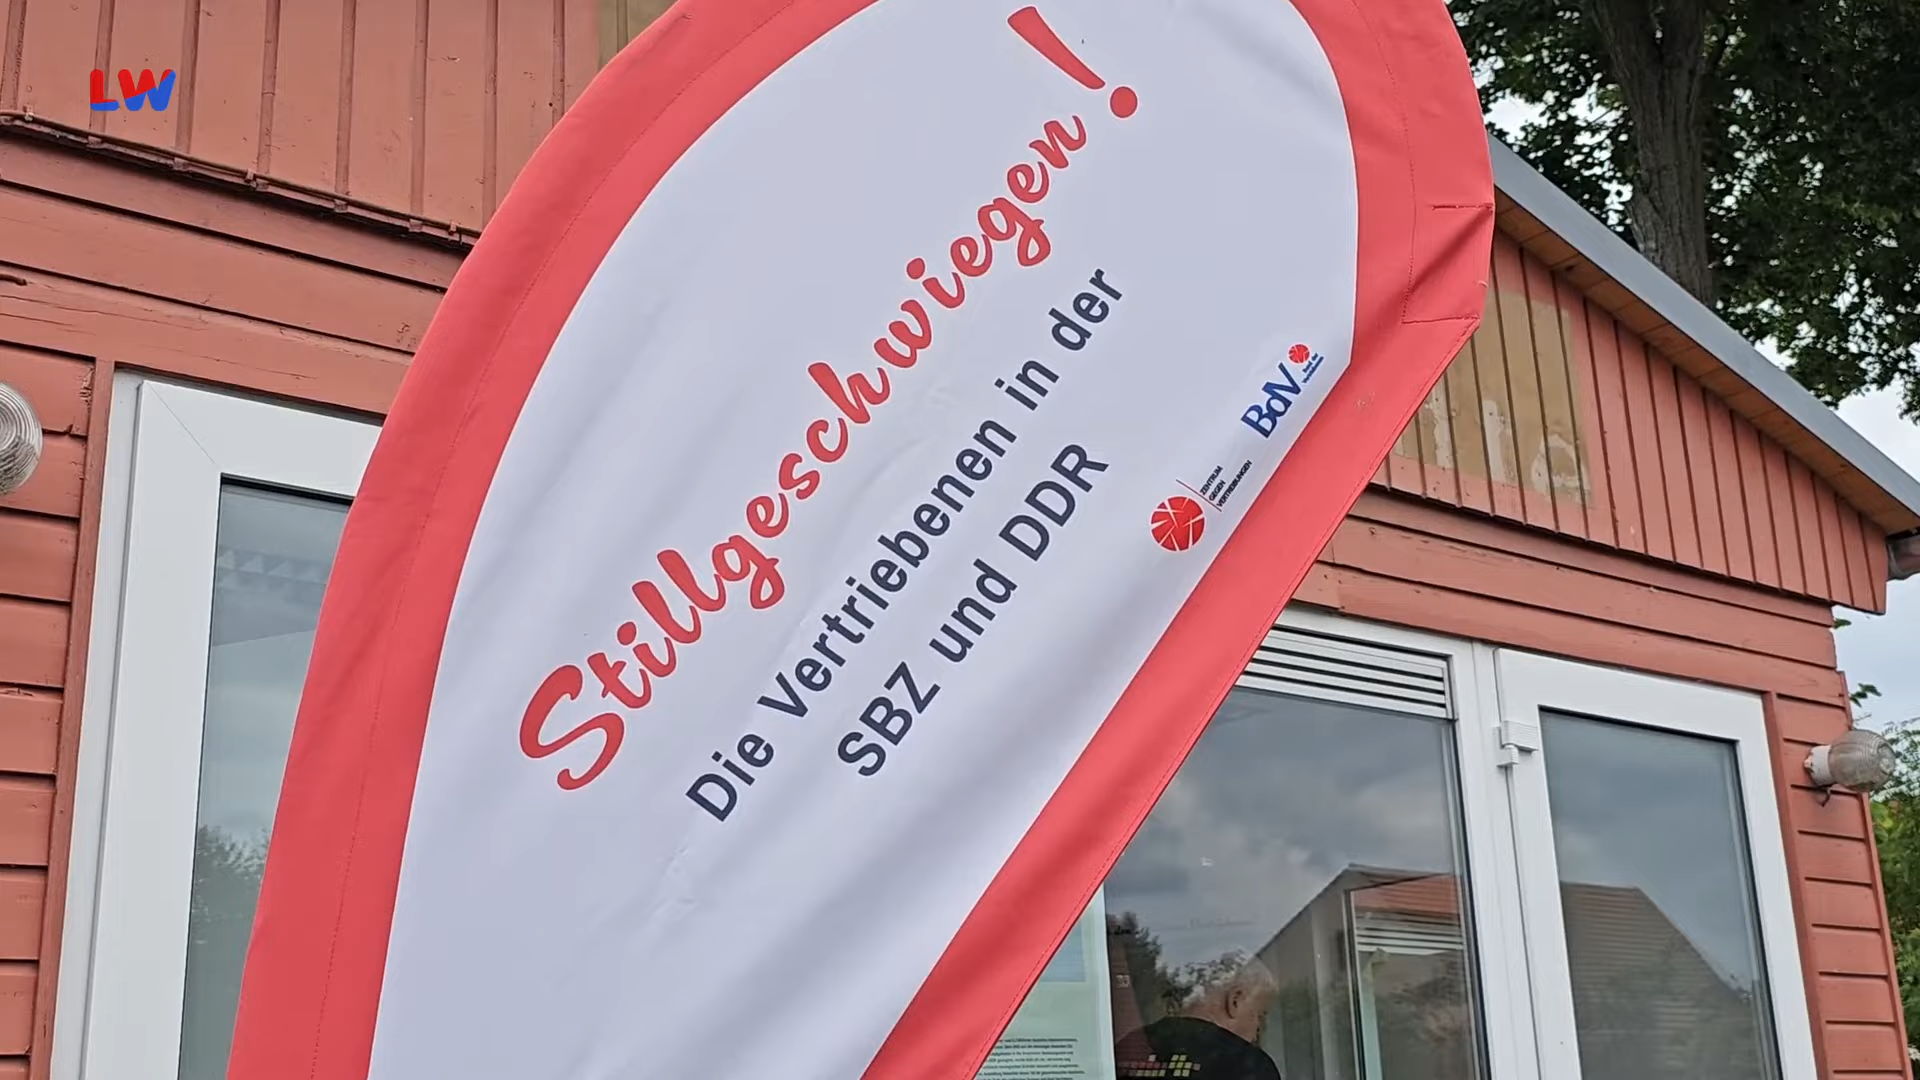 LW
Stillgeschwiegen!
Die Vertriebenen in der
SBZ und DDR
ZENTRUM
GEGEN
VERTREIBUNGEN
BdV